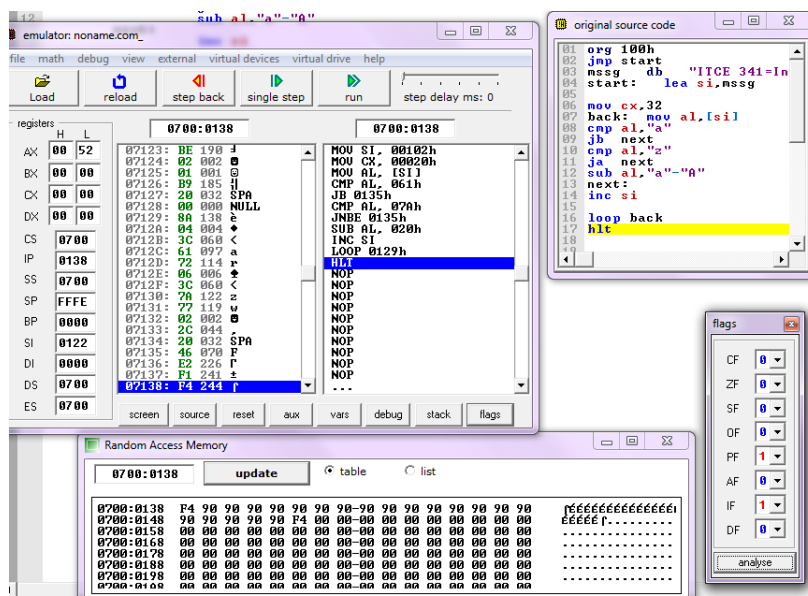 12
sub al,"a"-"A"
emulator: noname.com_
file math debug view external virtual devices virtual drive help
Load reload step back single step run step delay ms: 0
registers
H L
0700:0138 0700:0138
AX 00 52
BX 00 00
CX 00 00
DX 00 00
CS 0700
IP 0138
SS 0700
SP FFFE
BP 0000
SI 0122
DI 0000
DS 0700
ES 0700
07123: BE 190 ╛
07124: 02 002 ☻
07125: 01 001 ☺
07126: B9 185 ╣
07127: 20 032 SPA
07128: 00 000 NULL
07129: 8A 138 è
0712A: 04 004 ♦
0712B: 3C 060 <
0712C: 61 097 a
0712D: 72 114 r
0712E: 06 006 ♠
0712F: 3C 060 <
07130: 7A 122 z
07131: 77 119 w
07132: 02 002 ☻
07133: 2C 044 ,
07134: 20 032 SPA
07135: 46 070 F
07136: E2 226 Γ
07137: F1 241 ±
07138: F4 244 ⌠
MOV SI, 00102h
MOV CX, 00020h
MOV AL, [SI]
CMP AL, 061h
JB 0135h
CMP AL, 07Ah
JNBE 0135h
SUB AL, 020h
INC SI
LOOP 0129h
HLT
NOP
NOP
NOP
NOP
NOP
NOP
NOP
NOP
NOP
NOP
...
screen source reset aux vars debug stack flags
original source code
01 org 100h
02 jmp start
03 mssg db "ITCE 341=In
04 start: lea si,mssg
05
06 mov cx,32
07 back: mov al,[si]
08 cmp al,"a"
09 jb next
10 cmp al,"z"
11 ja next
12 sub al,"a"-"A"
13 next:
14 inc si
15
16 loop back
17 hlt
18
flags
CF 0
ZF 0
SF 0
OF 0
PF 1
AF 0
IF 1
DF 0
analyse
Random Access Memory
0700:0138 update table list
0700:0138 F4 90 90 90 90 90 90 90-90 90 90 90 90 90 90 90 ⌠ÉÉÉÉÉÉÉÉÉÉÉÉÉÉÉ
0700:0148 90 90 90 90 90 F4 00 00-00 00 00 00 00 00 00 00 ÉÉÉÉÉ⌠..........
0700:0158 00 00 00 00 00 00 00 00-00 00 00 00 00 00 00 00 ................
0700:0168 00 00 00 00 00 00 00 00-00 00 00 00 00 00 00 00 ................
0700:0178 00 00 00 00 00 00 00 00-00 00 00 00 00 00 00 00 ................
0700:0188 00 00 00 00 00 00 00 00-00 00 00 00 00 00 00 00 ................
0700:0198 00 00 00 00 00 00 00 00-00 00 00 00 00 00 00 00 ................